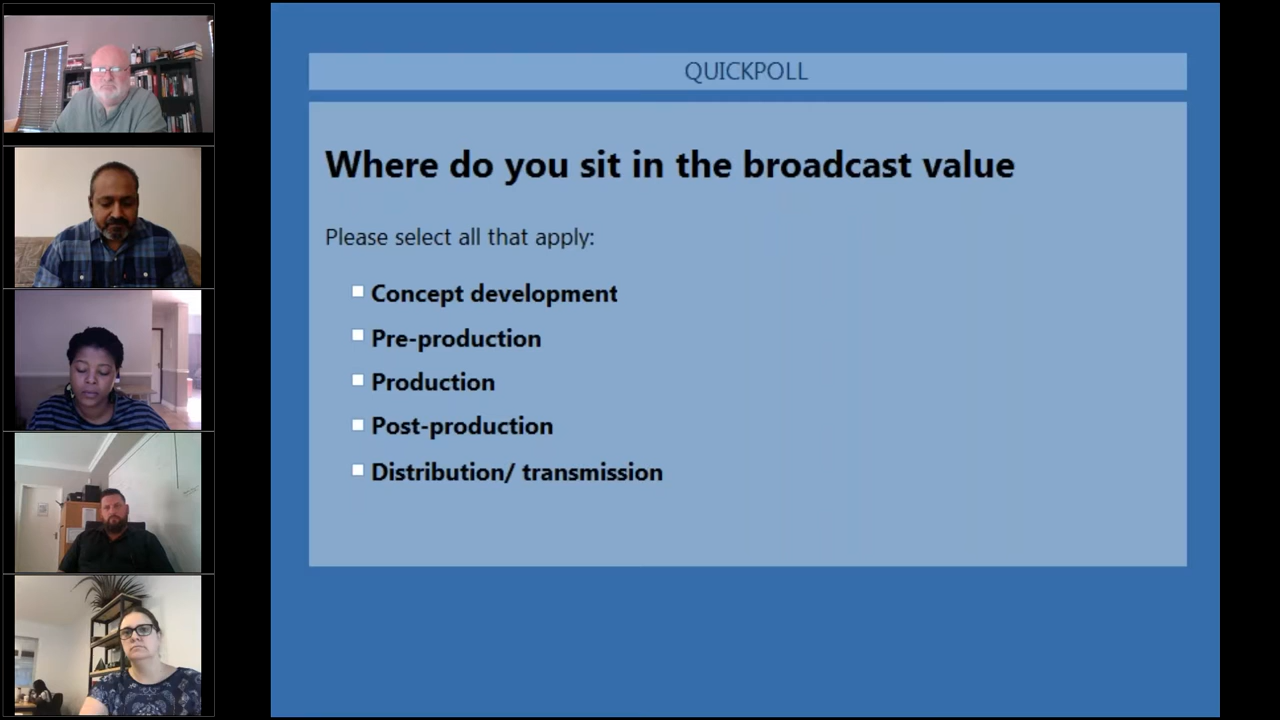 QUICKPOLL
Where do you sit in the broadcast value
Please select all that apply:
Concept development
Pre-production
Production
Post-production
Distribution/ transmission